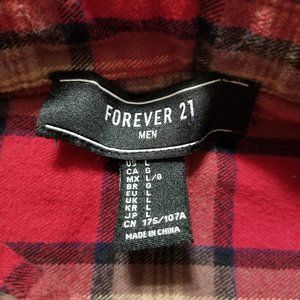 FOREVER 21
MEN
US L
CA G
MX L/G
BR G
EU L
UK L
KR L
JP L
CN 175/107A
MADE IN CHINA